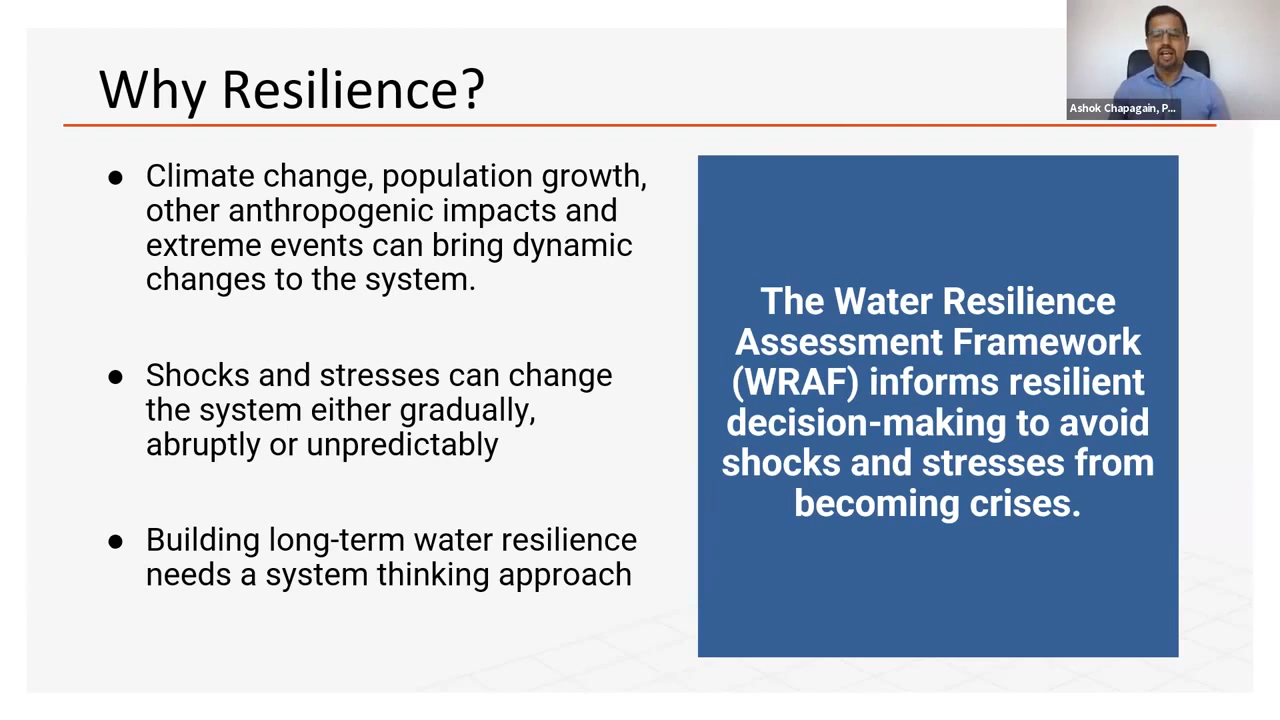 Why Resilience?
Ashok Chapagain, P...
● Climate change, population growth,
other anthropogenic impacts and
extreme events can bring dynamic
changes to the system.
● Shocks and stresses can change
the system either gradually,
abruptly or unpredictably
● Building long-term water resilience
needs a system thinking approach
The Water Resilience
Assessment Framework
(WRAF) informs resilient
decision-making to avoid
shocks and stresses from
becoming crises.